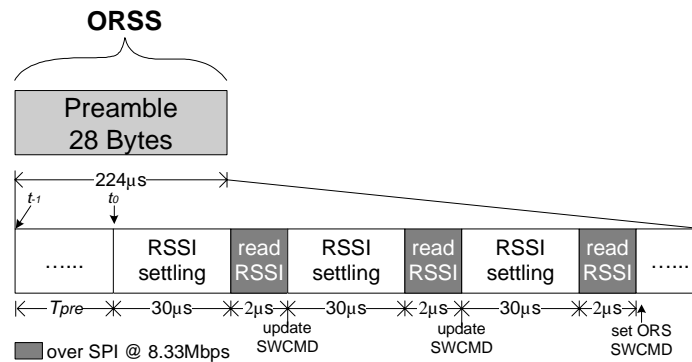 ORSS
Preamble
28 Bytes
224µs
t-1
t0
......
RSSI
settling
read
RSSI
RSSI
settling
read
RSSI
RSSI
settling
read
RSSI
......
Tpre
30µs
2µs
30µs
2µs
30µs
2µs
update
SWCMD
update
SWCMD
set ORS
SWCMD
over SPI @ 8.33Mbps